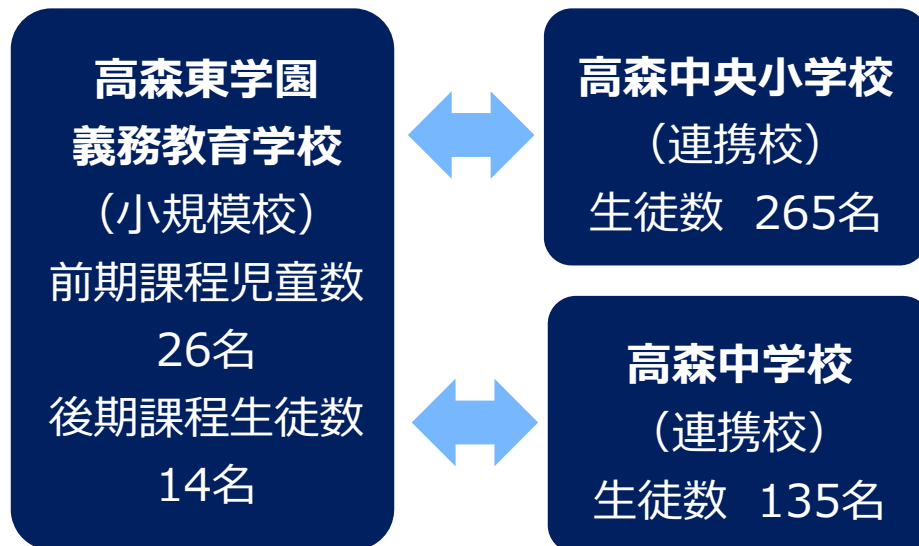 高森東学園
義務教育学校
（小規模校）
前期課程児童数
26名
後期課程生徒数
14名
高森中央小学校
（連携校）
生徒数 265名
高森中学校
（連携校）
生徒数 135名